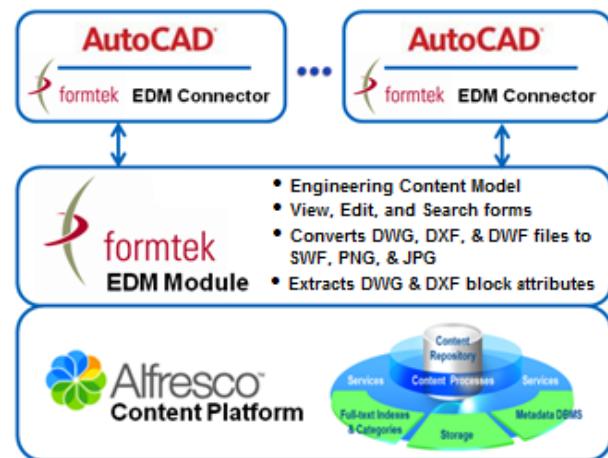 AutoCAD®
formtek EDM Connector
AutoCAD®
formtek EDM Connector
• Engineering Content Model
• View, Edit, and Search forms
• Converts DWG, DXF, & DWF files to
SWF, PNG, & JPG
• Extracts DWG & DXF block attributes
formtek
EDM Module
Alfresco™
Content Platform
Content
Repository
Services
Content Processes
Services
Full-text Indexes
& Categories
Storage
Metadata DBMS